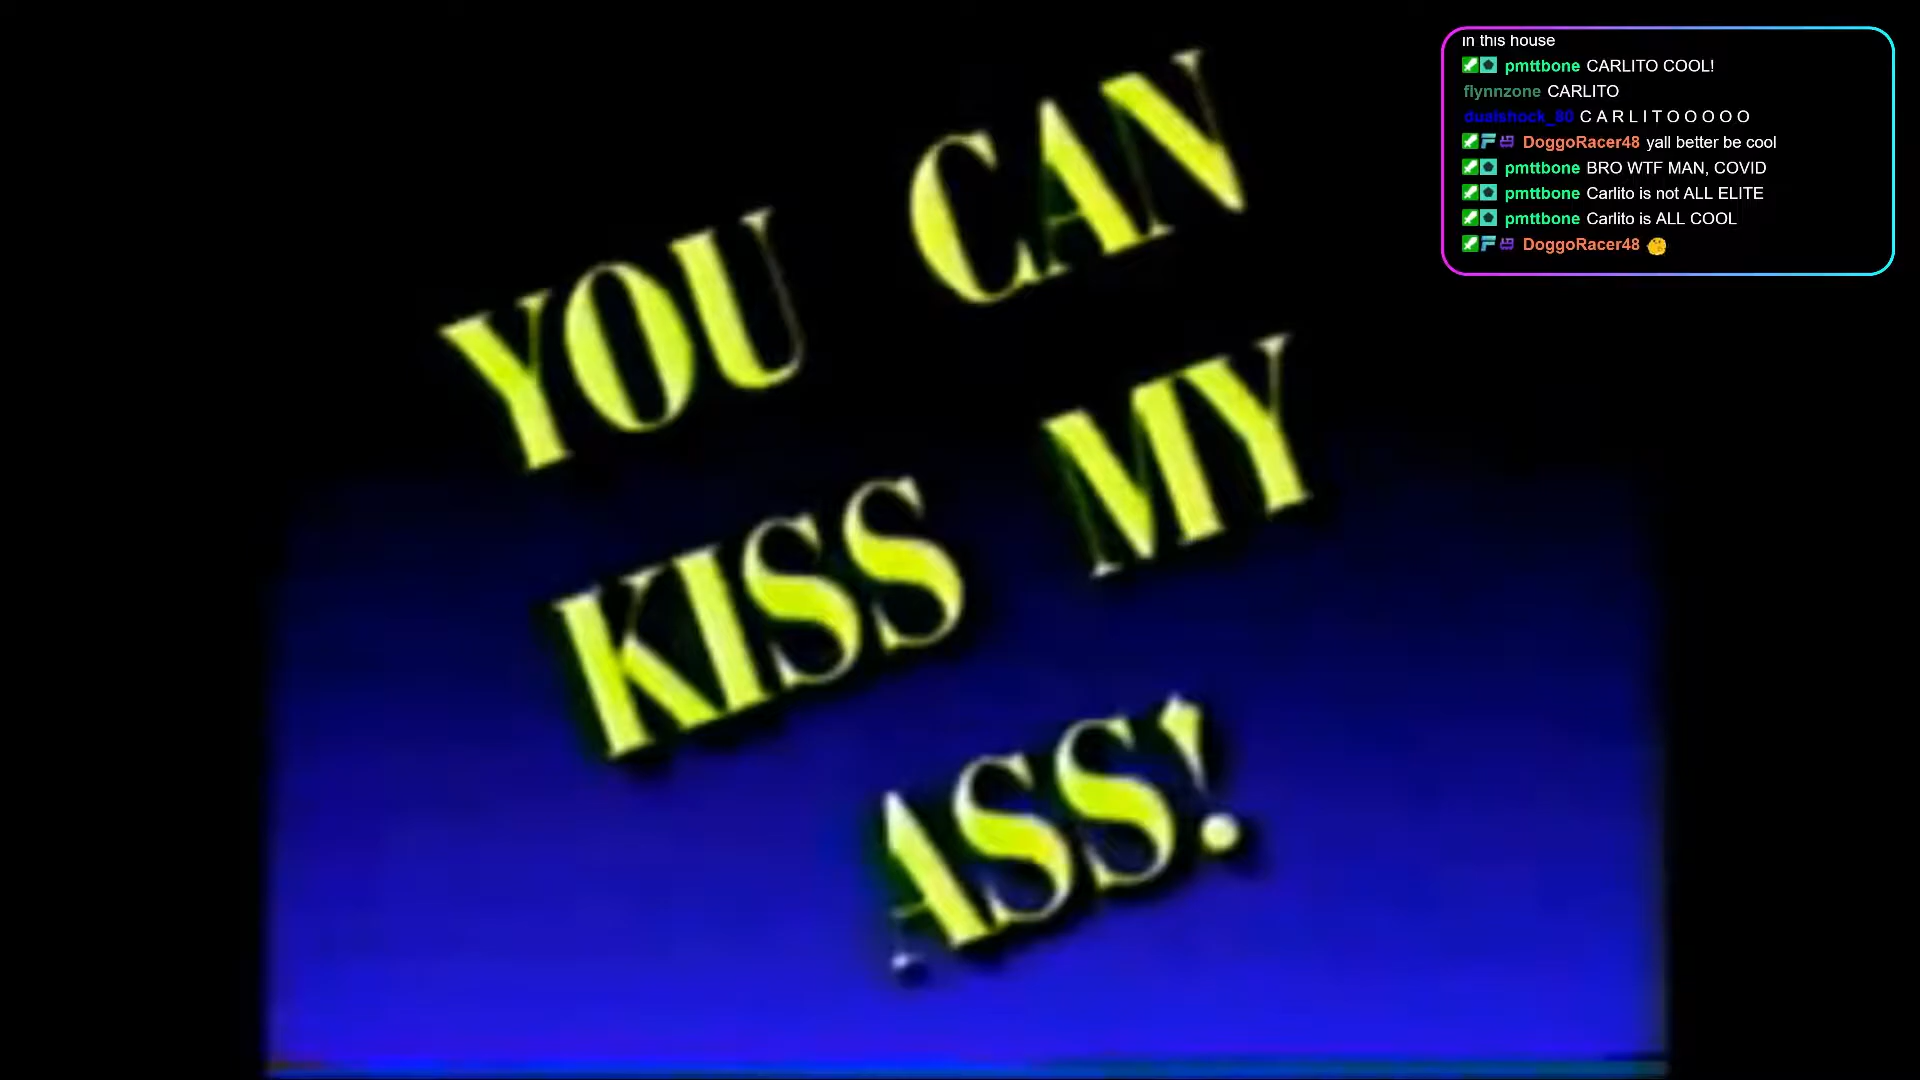 YOU CAN
KISS MY
ASS!
in this house
pmttbone CARLITO COOL!
flynnzone CARLITO
dualshock_80 C A R L I T O O O O O
DoggoRacer48 yall better be cool
pmttbone BRO WTF MAN, COVID
pmttbone Carlito is not ALL ELITE
pmttbone Carlito is ALL COOL
DoggoRacer48